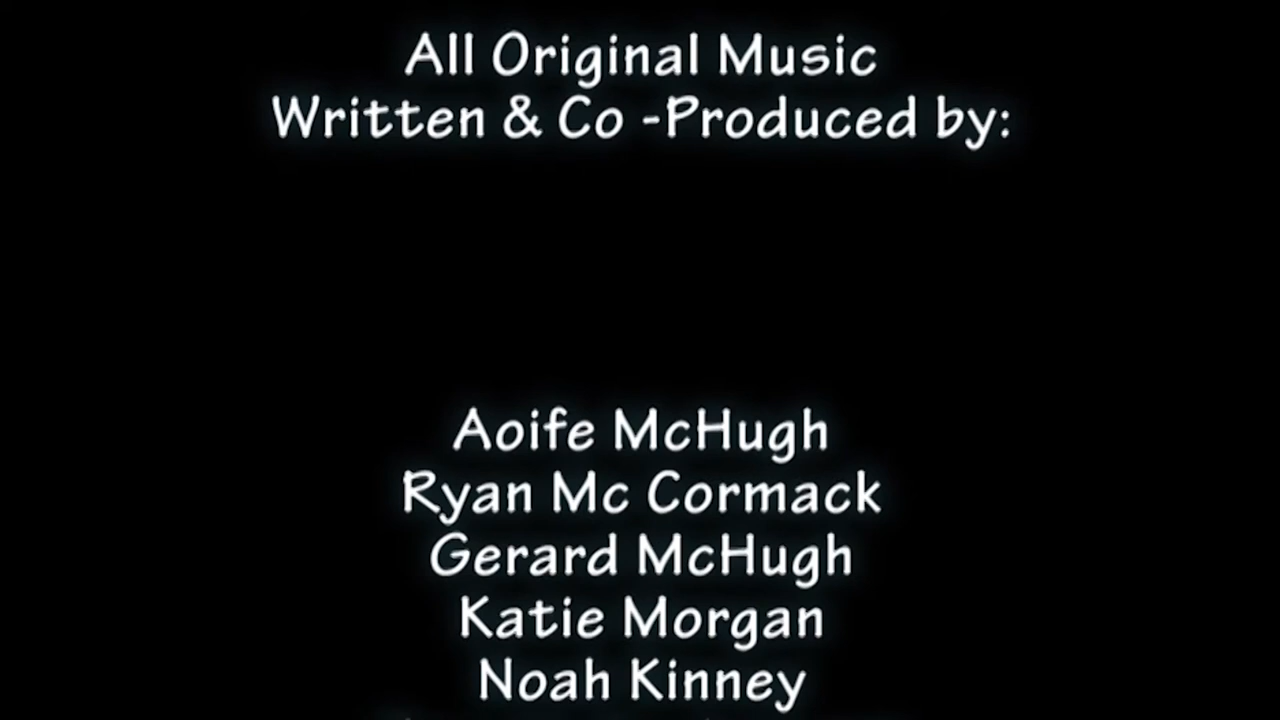 All Original Music
Written & Co -Produced by:
Aoife McHugh
Ryan Mc Cormack
Gerard McHugh
Katie Morgan
Noah Kinney